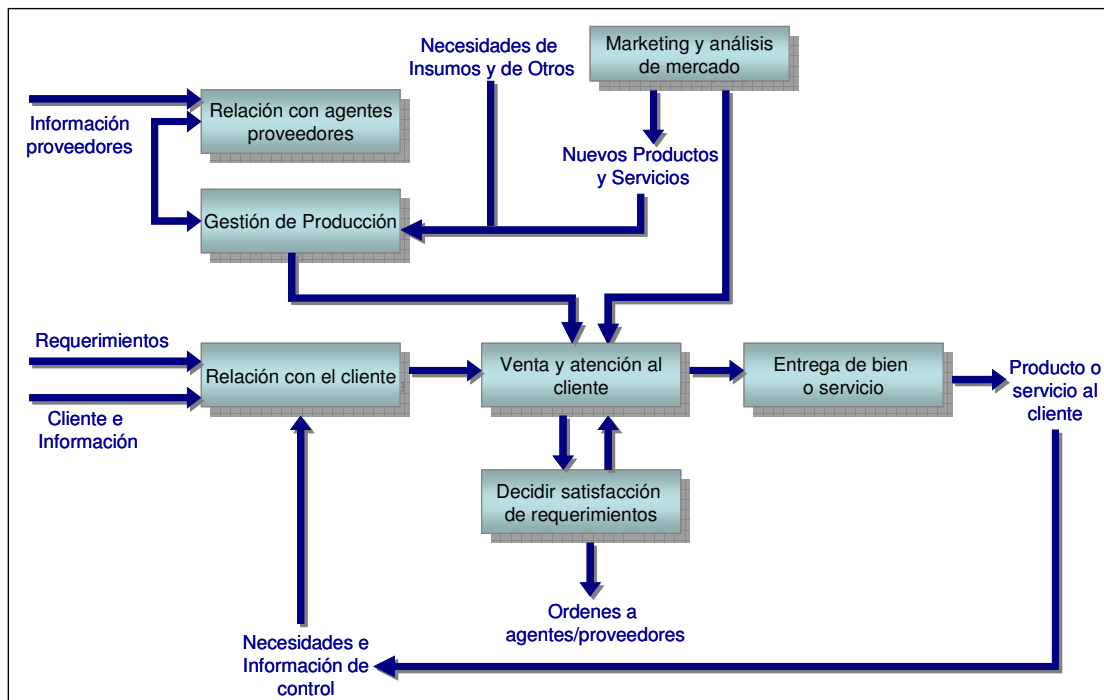 Necesidades de
Insumos y de Otros
Marketing y análisis
de mercado
Información
proveedores
Relación con agentes
proveedores
Nuevos Productos
y Servicios
Gestión de Producción
Requerimientos
Relación con el cliente
Cliente e
Información
Venta y atención al
cliente
Entrega de bien
o servicio
Producto o
servicio al
cliente
Decidir satisfacción
de requerimientos
Ordenes a
agentes/proveedores
Necesidades e
Información de
control